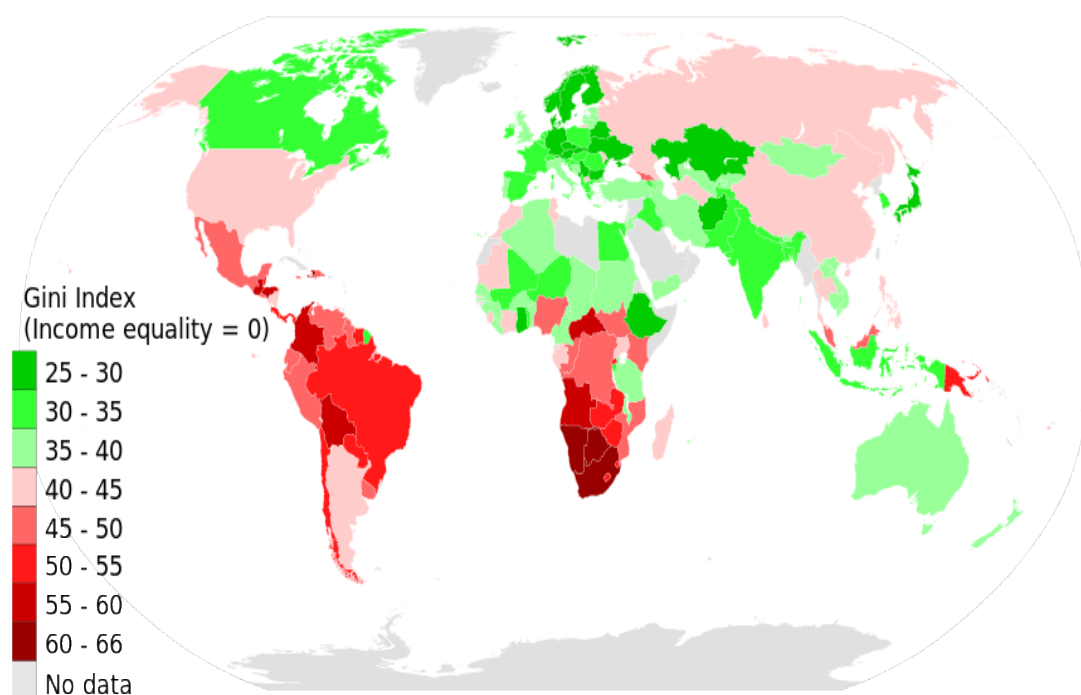 Gini Index
(Income equality = 0)
25 - 30
30 - 35
35 - 40
40 - 45
45 - 50
50 - 55
55 - 60
60 - 66
No data